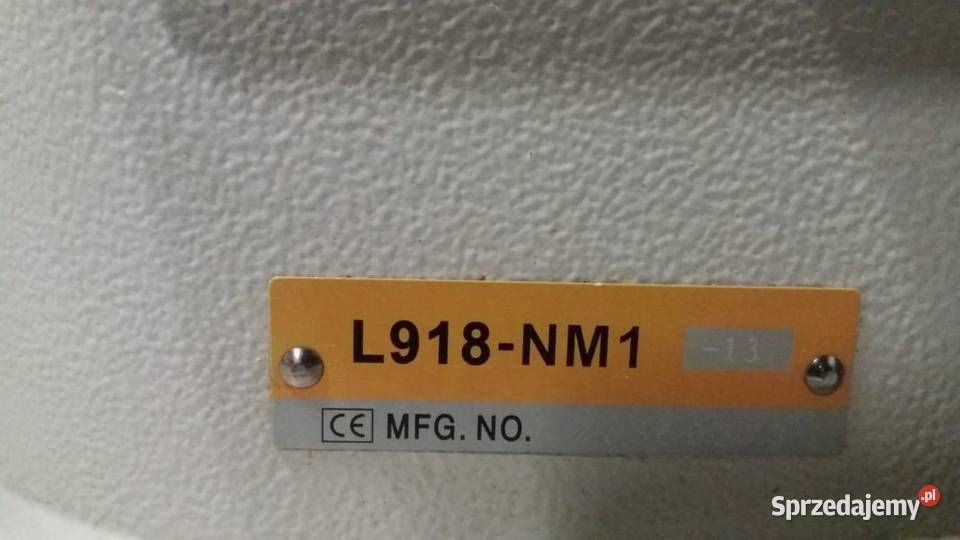 L918-NM1 -13
CE MFG. NO.
Sprzedajemy.pl